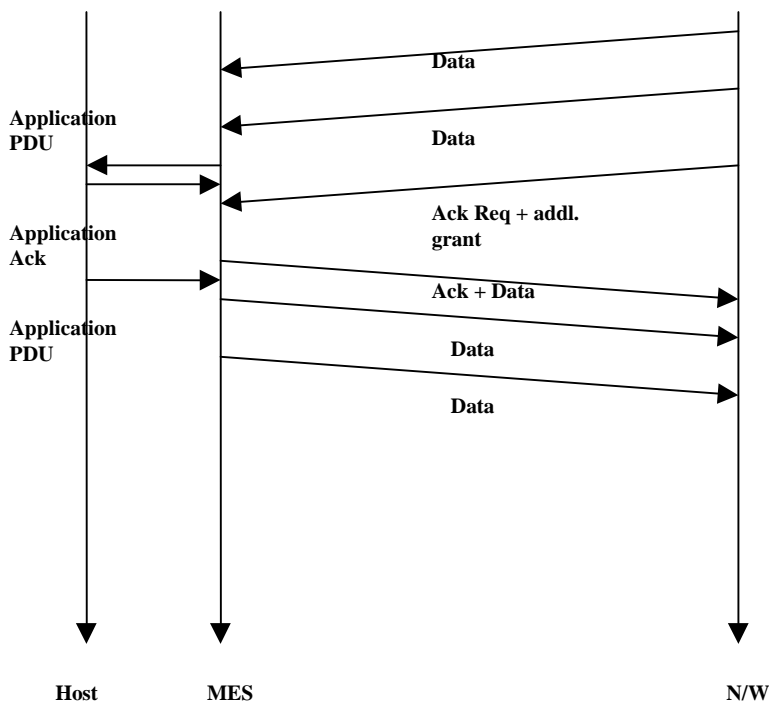 Data
Application
PDU
Data
Ack Req + addl.
grant
Application
Ack
Ack + Data
Application
PDU
Data
Data
Host
MES
N/W